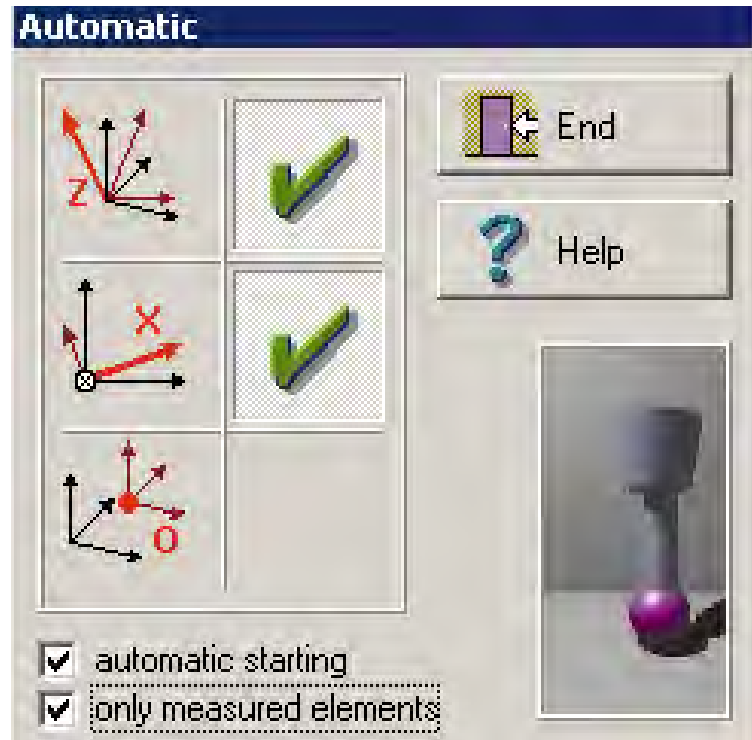 Automatic
Z
End
Help
X
O
automatic starting
only measured elements